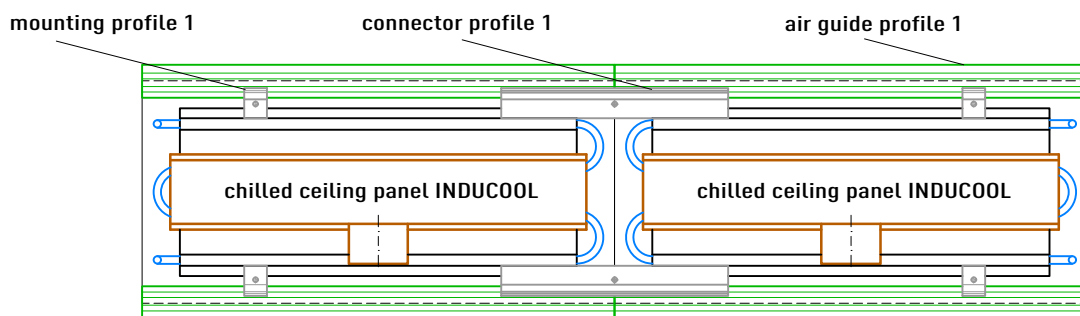 mounting profile 1
connector profile 1
air guide profile 1
chilled ceiling panel INDUCOOL
chilled ceiling panel INDUCOOL